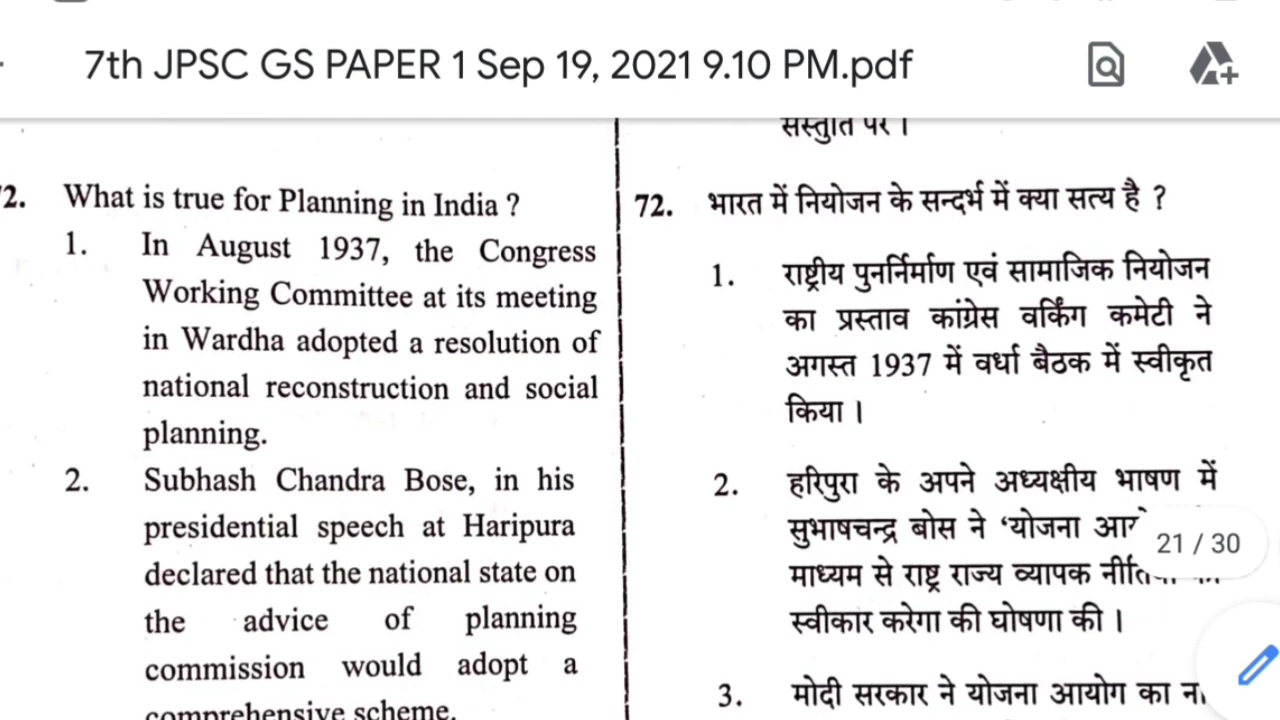 7th JPSC GS PAPER 1 Sep 19, 2021 9.10 PM.pdf
2. What is true for Planning in India ?
1. In August 1937, the Congress
Working Committee at its meeting
in Wardha adopted a resolution of
national reconstruction and social
planning.
2. Subhash Chandra Bose, in his
presidential speech at Haripura
declared that the national state on
the advice of planning
commission would adopt a
comprehensive scheme.
72. भारत में नियोजन के सन्दर्भ में क्या सत्य है ?
1. राष्ट्रीय पुनर्निर्माण एवं सामाजिक नियोजन
का प्रस्ताव कांग्रेस वर्किंग कमेटी ने
अगस्त 1937 में वर्धा बैठक में स्वीकृत
किया ।
2. हरिपुरा के अपने अध्यक्षीय भाषण में
सुभाषचन्द्र बोस ने ‘योजना
माध्यम से राष्ट्र राज्य व्यापक
स्वीकार करेगा की घोषणा की ।
3. मोदी सरकार ने योजना आयोग का
21 / 30